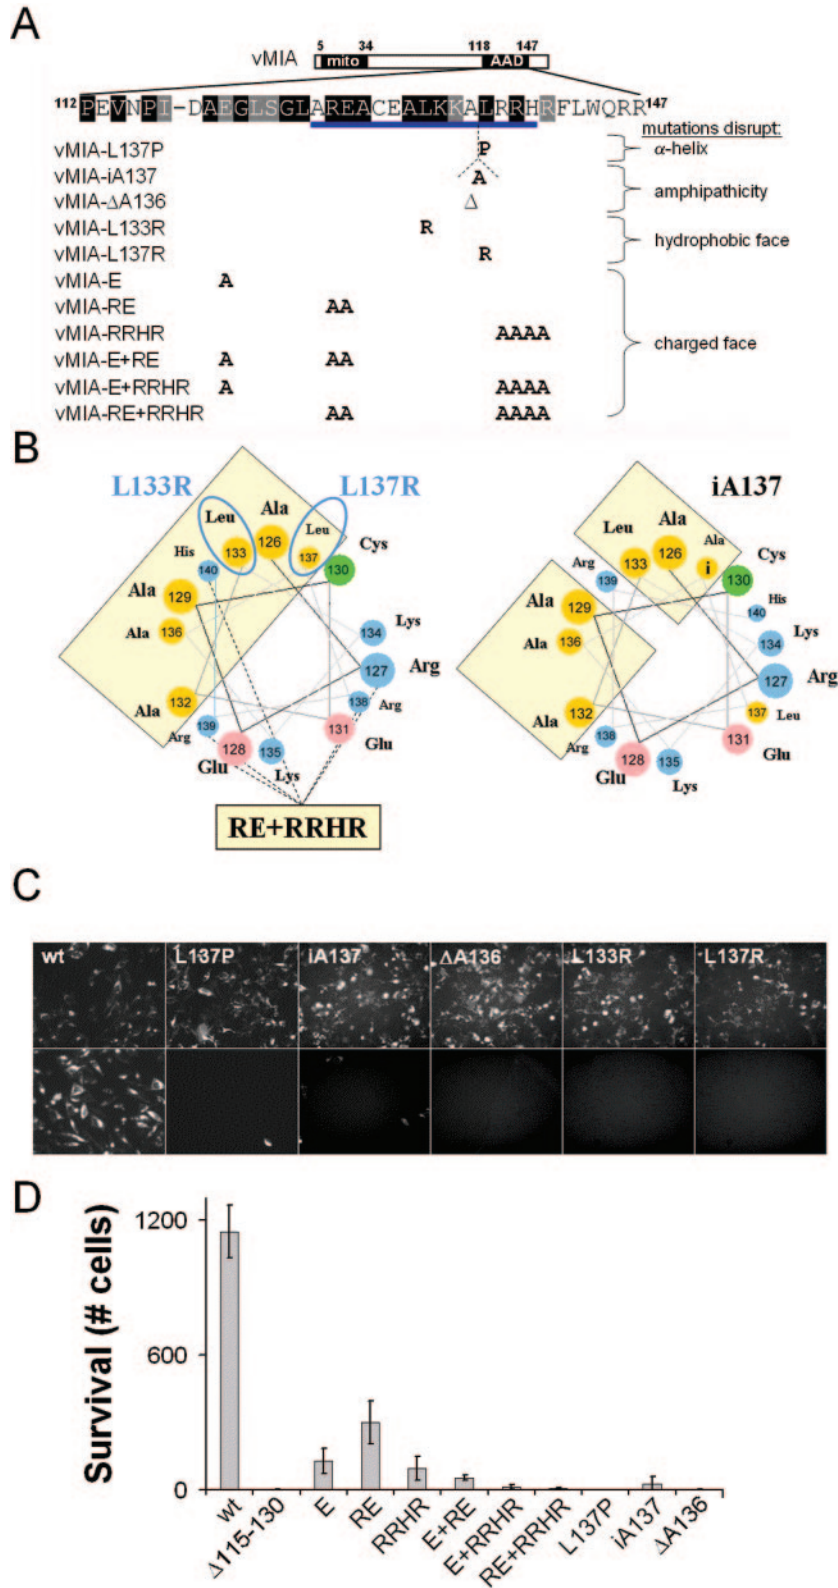 A
5 34 118 147
vMIA mito AAD
112 PEVNPI-DAEGLSGLAREACEALKKALRRHRFLWQRR 147
mutations disrupt:
vMIA-L137P P α-helix
vMIA-iA137 A
vMIA-ΔA136 Δ amphipathicity
vMIA-L133R R
vMIA-L137R R hydrophobic face
vMIA-E A
vMIA-RE AA
vMIA-RRHR AAAA
charged face
vMIA-E+RE A AA
vMIA-E+RRHR A AAAA
vMIA-RE+RRHR AA AAAA
B
L133R L137R iA137
Leu Ala Leu
His 140 133 126 137 Cys 130
Ala 129
Ala 136
Lys 134
Arg 127
Arg 138
Ala 132
Arg 139
Glu 128
Lys 135
Glu 131
RE+RRHR
Leu Ala Ala
Arg 139 133 126 i Cys 130
Ala 129
His 140
Ala 136
Lys 134
Arg 127
Ala 132
Leu 137
Arg 138
Glu 128
Lys 135
Glu 131
C
wt L137P iA137 ΔA136 L133R L137R
D
Survival (# cells)
1200
600
0
wt Δ115-130 E RE RRHR E+RE E+RRHR RE+RRHR L137P iA137 ΔA136